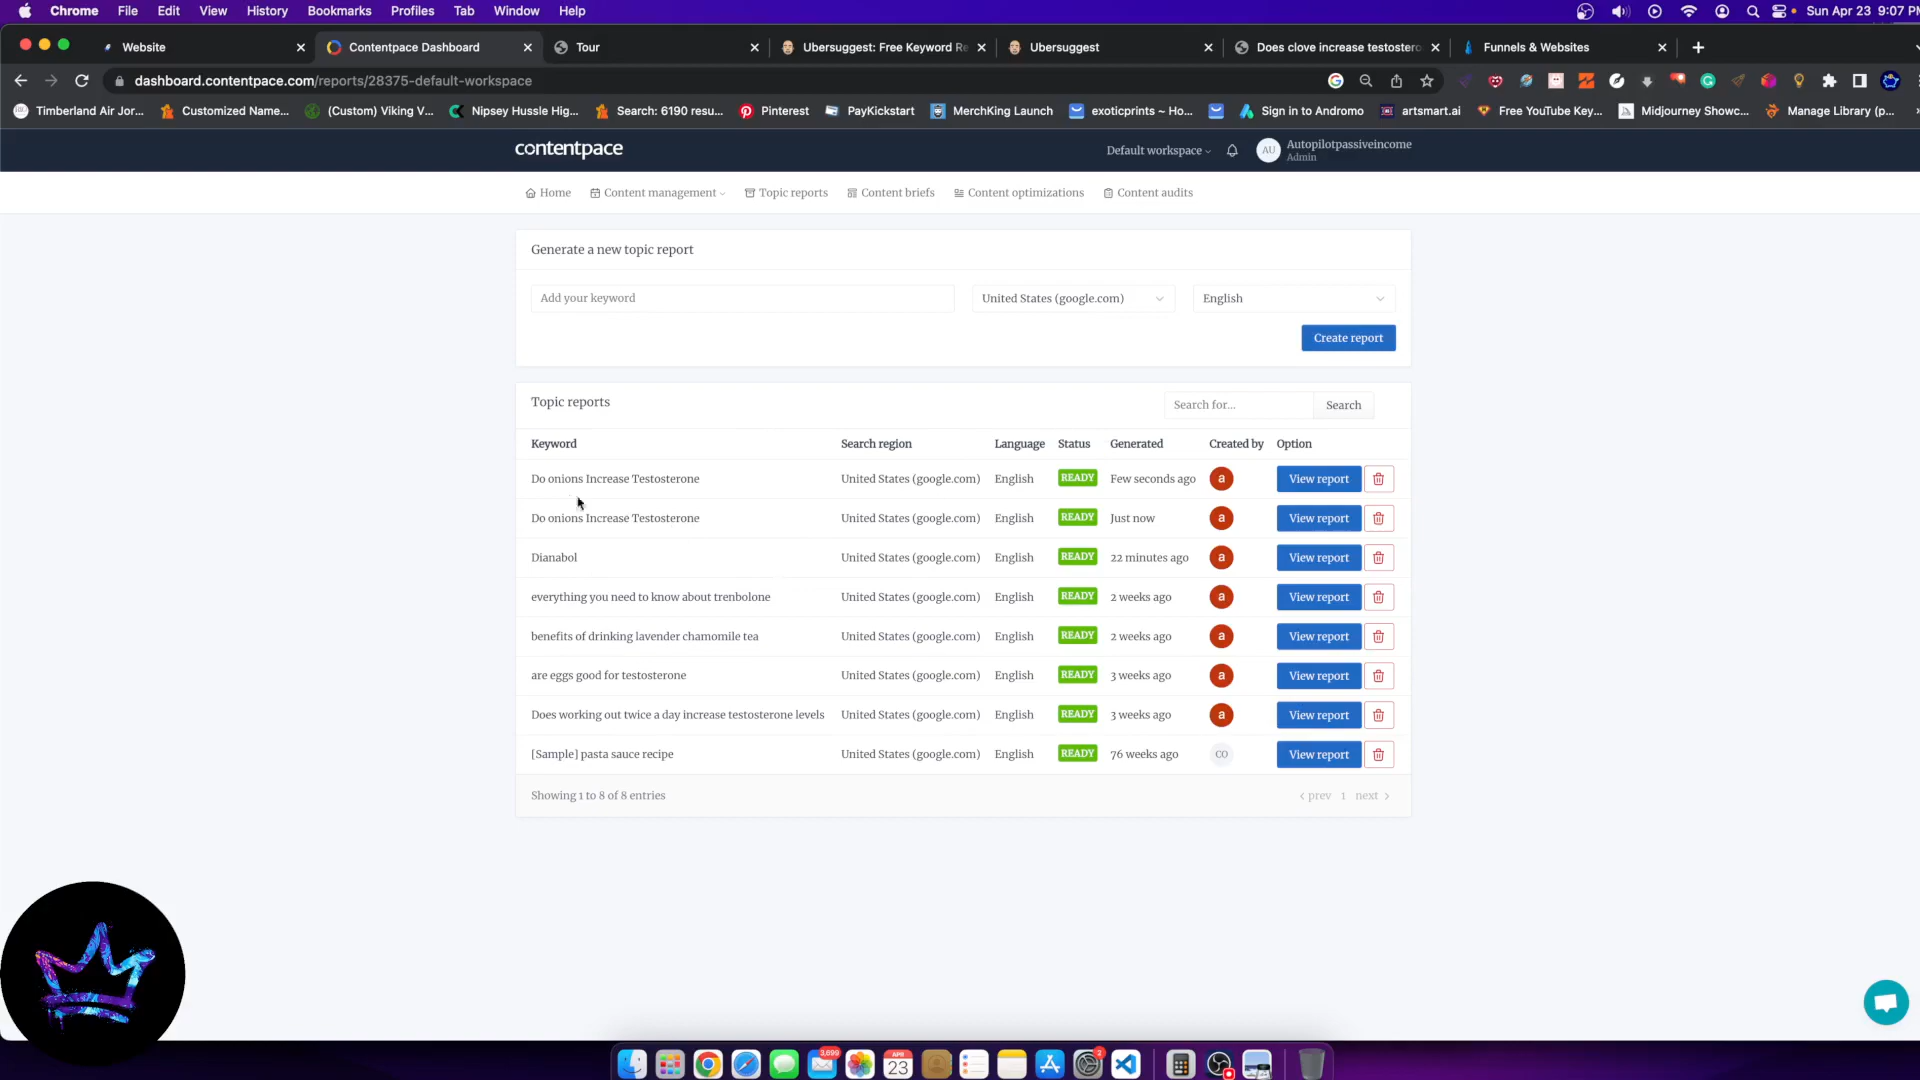 Chrome File Edit View History Bookmarks Profiles Tab Window Help Sun Apr 23 9:07
Website Contentpace Dashboard Tour Ubersuggest: Free Keyword Re Ubersuggest Does clove increase testostero Funnels & Websites
dashboard.contentpace.com/reports/28375-default-workspace
Timberland Air Jor... Customized Name... (Custom) Viking V... Nipsey Hussle Hig... Search: 6190 resu... Pinterest PayKickstart MerchKing Launch exoticprints ~ Ho... Sign in to Andromo artsmart.ai Free YouTube Key... Midjourney Showc... Manage Library (p...
contentpace Default workspace AU Autopilotpassiveincome
Admin
Home Content management Topic reports Content briefs Content optimizations Content audits
Generate a new topic report
Add your keyword United States (google.com) English
Create report
Topic reports Search for... Search
Keyword Search region Language Status Generated Created by Option
Do onions Increase Testosterone United States (google.com) English READY Few seconds ago a View report
Do onions Increase Testosterone United States (google.com) English READY Just now a View report
Dianabol United States (google.com) English READY 22 minutes ago a View report
everything you need to know about trenbolone United States (google.com) English READY 2 weeks ago a View report
benefits of drinking lavender chamomile tea United States (google.com) English READY 2 weeks ago a View report
are eggs good for testosterone United States (google.com) English READY 3 weeks ago a View report
Does working out twice a day increase testosterone levels United States (google.com) English READY 3 weeks ago a View report
[Sample] pasta sauce recipe United States (google.com) English READY 76 weeks ago CO View report
Showing 1 to 8 of 8 entries ‹ prev 1 next ›
3,699 APR 23 2